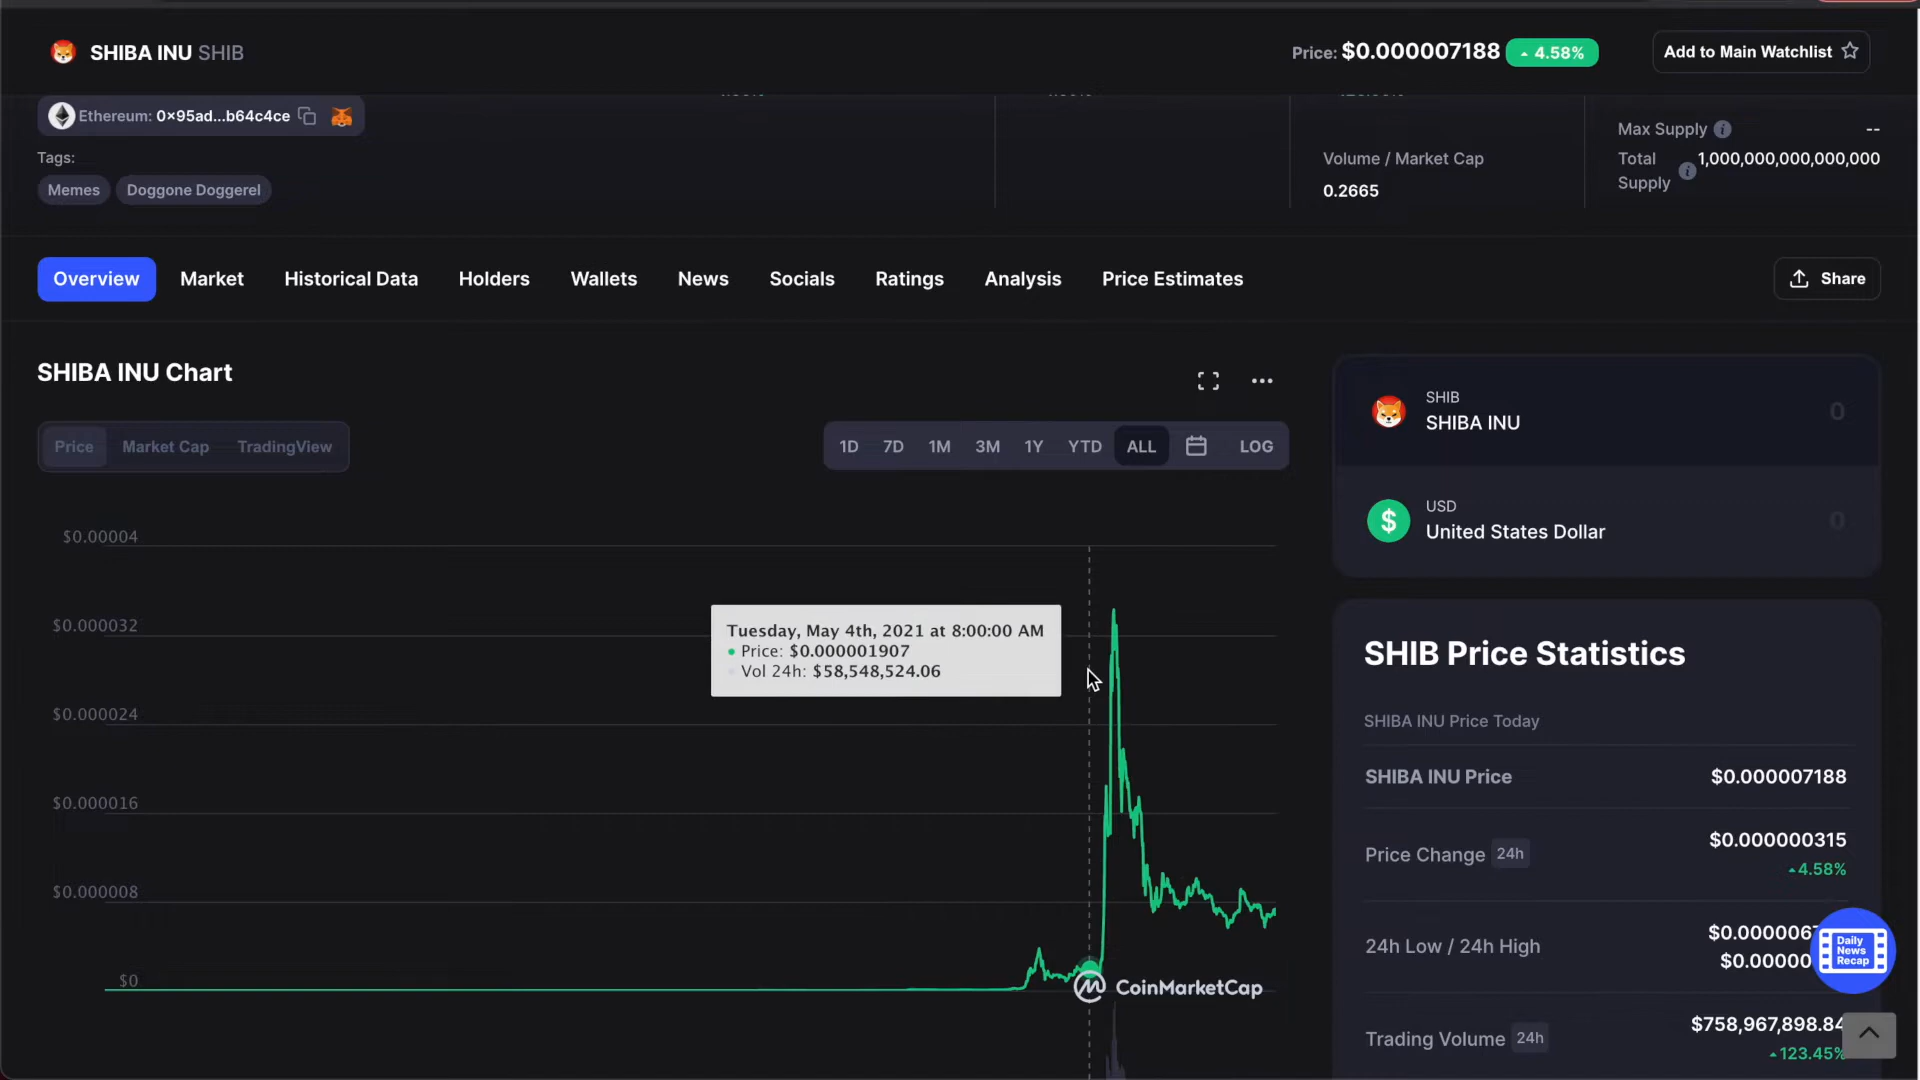 SHIBA INU SHIB
Price: $0.000007188 4.58%
Add to Main Watchlist
Ethereum: 0×95ad...b64c4ce
Tags:
Memes
Doggone Doggerel
Volume / Market Cap
0.2665
Max Supply --
Total Supply 1,000,000,000,000,000
Overview
Market
Historical Data
Holders
Wallets
News
Socials
Ratings
Analysis
Price Estimates
Share
SHIBA INU Chart
Price
Market Cap
TradingView
1D
7D
1M
3M
1Y
YTD
ALL
LOG
$0.00004
$0.000032
$0.000024
$0.000016
$0.000008
$0
Tuesday, May 4th, 2021 at 8:00:00 AM
Price: $0.000001907
Vol 24h: $58,548,524.06
CoinMarketCap
SHIB
SHIBA INU
0
$
USD
United States Dollar
0
SHIB Price Statistics
SHIBA INU Price Today
SHIBA INU Price
$0.000007188
Price Change 24h
$0.000000315
4.58%
24h Low / 24h High
Daily
News
Recap
Trading Volume 24h
$758,967,898.84
123.45%